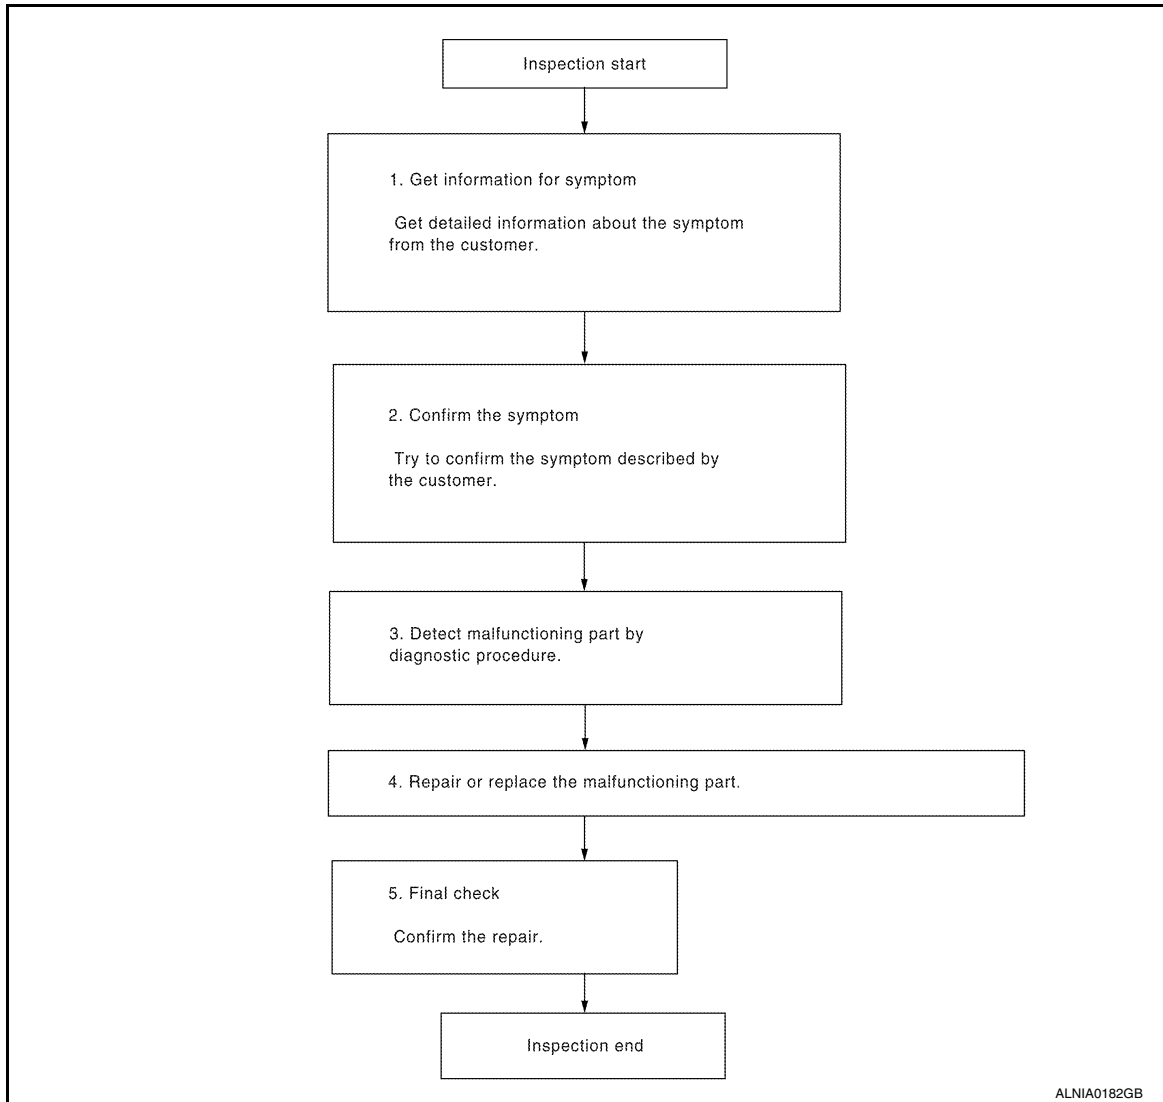 Inspection start
1. Get information for symptom
Get detailed information about the symptom
from the customer.
2. Confirm the symptom
Try to confirm the symptom described by
the customer.
3. Detect malfunctioning part by
diagnostic procedure.
4. Repair or replace the malfunctioning part.
5. Final check
Confirm the repair.
Inspection end
ALNIA0182GB